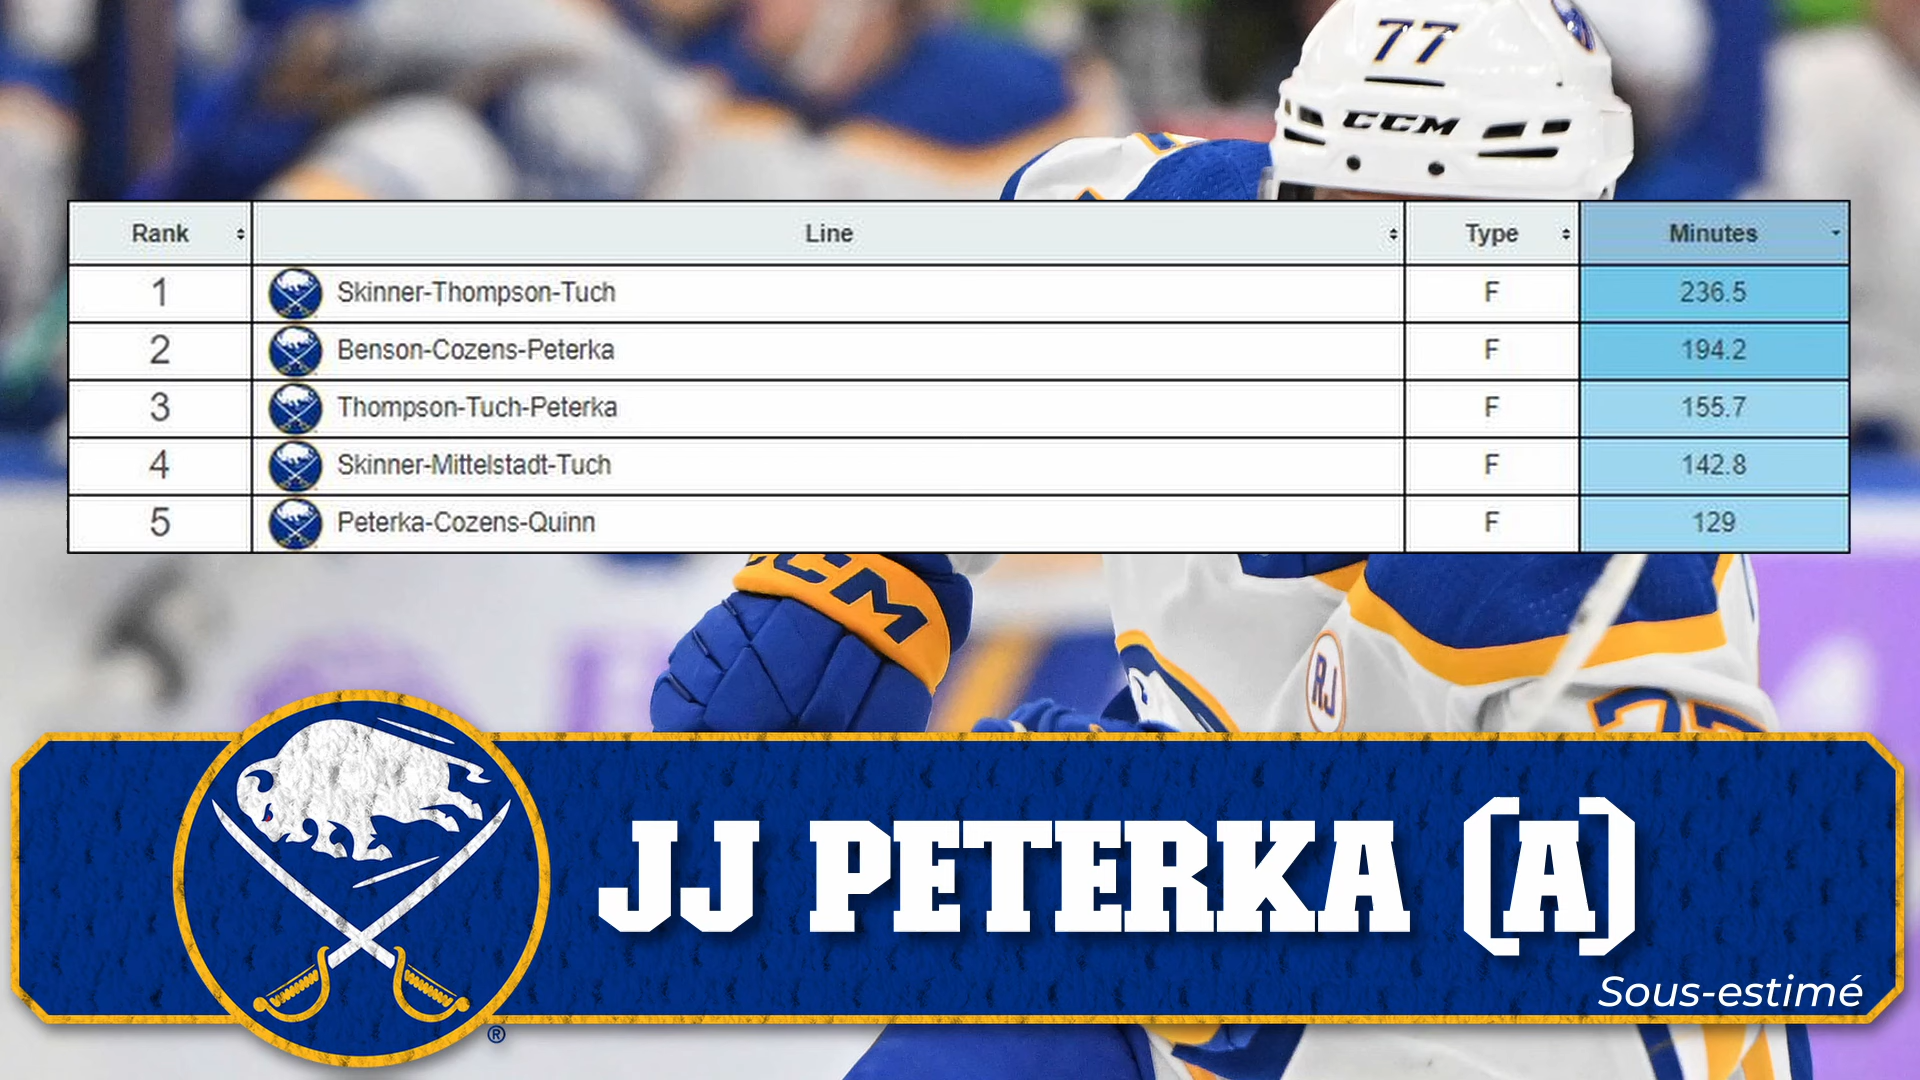 77
CCM
Rank Line Type Minutes
1 Skinner-Thompson-Tuch F 236.5
2 Benson-Cozens-Peterka F 194.2
3 Thompson-Tuch-Peterka F 155.7
4 Skinner-Mittelstadt-Tuch F 142.8
5 Peterka-Cozens-Quinn F 129
CCM
RJ
77
JJ PETERKA (A)
Sous-estimé
®